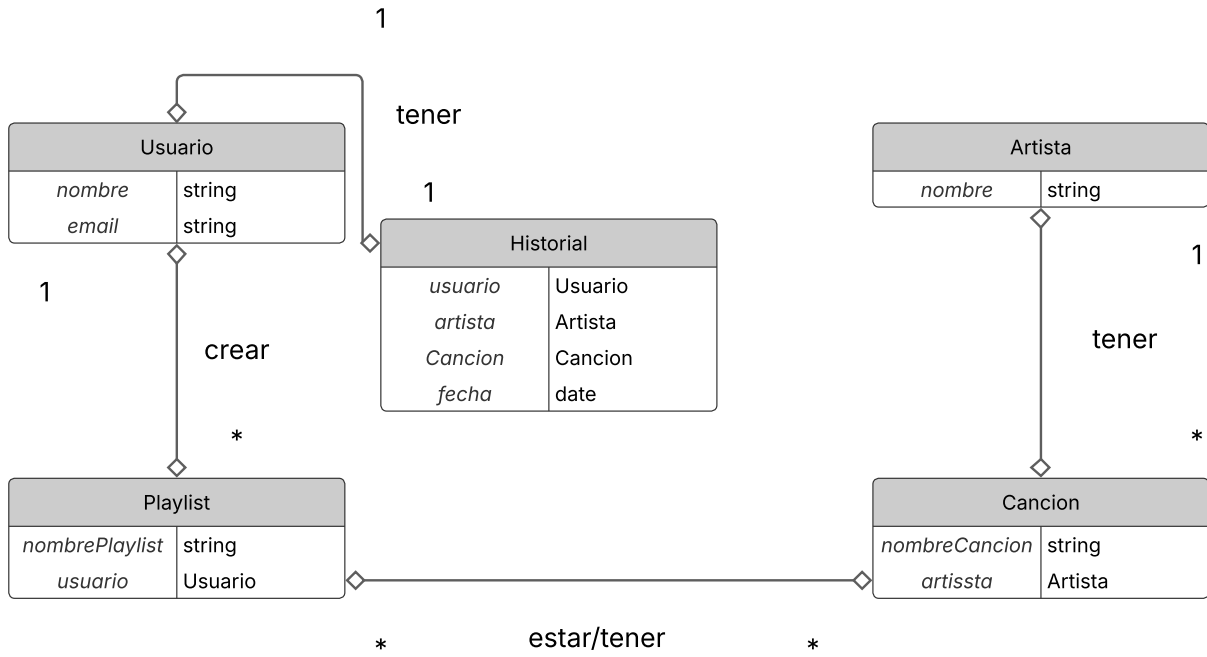 1
tener
Usuario
nombre string
email string
Artista
nombre string
1
Historial
usuario Usuario
artista Artista
Cancion Cancion
fecha date
1
1
crear
tener
*
*
Playlist
nombrePlaylist string
usuario Usuario
Cancion
nombreCancion string
artissta Artista
* estar/tener *